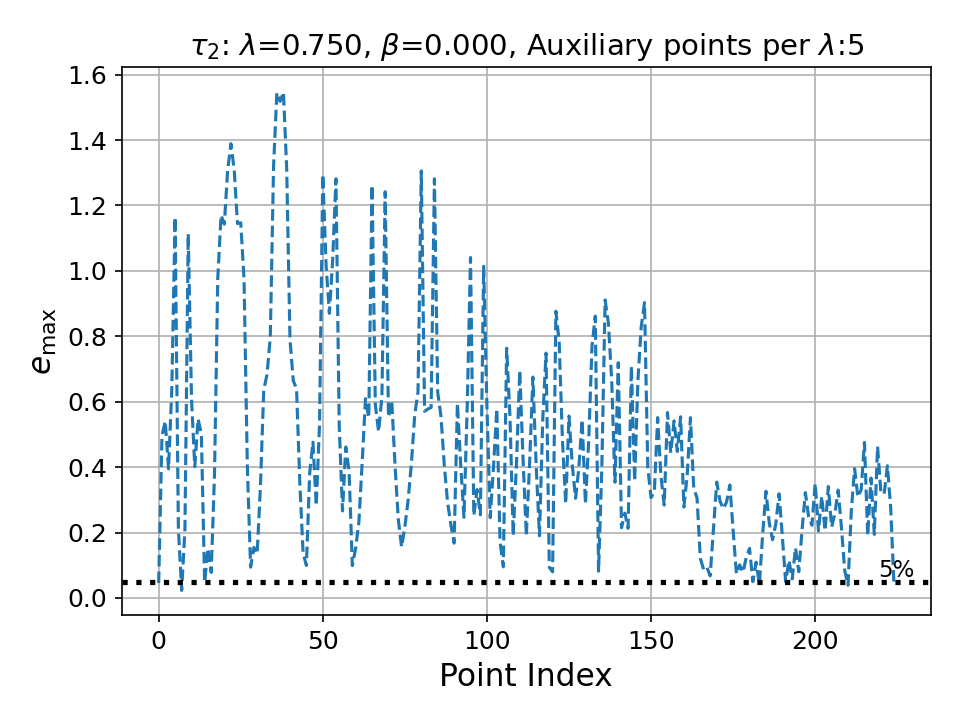 τ₂: λ=0.750, β=0.000, Auxiliary points per λ:5
1.6
1.4
1.2
1.0
0.8
0.6
0.4
0.2
0.0
e_max
5%
0 50 100 150 200
Point Index